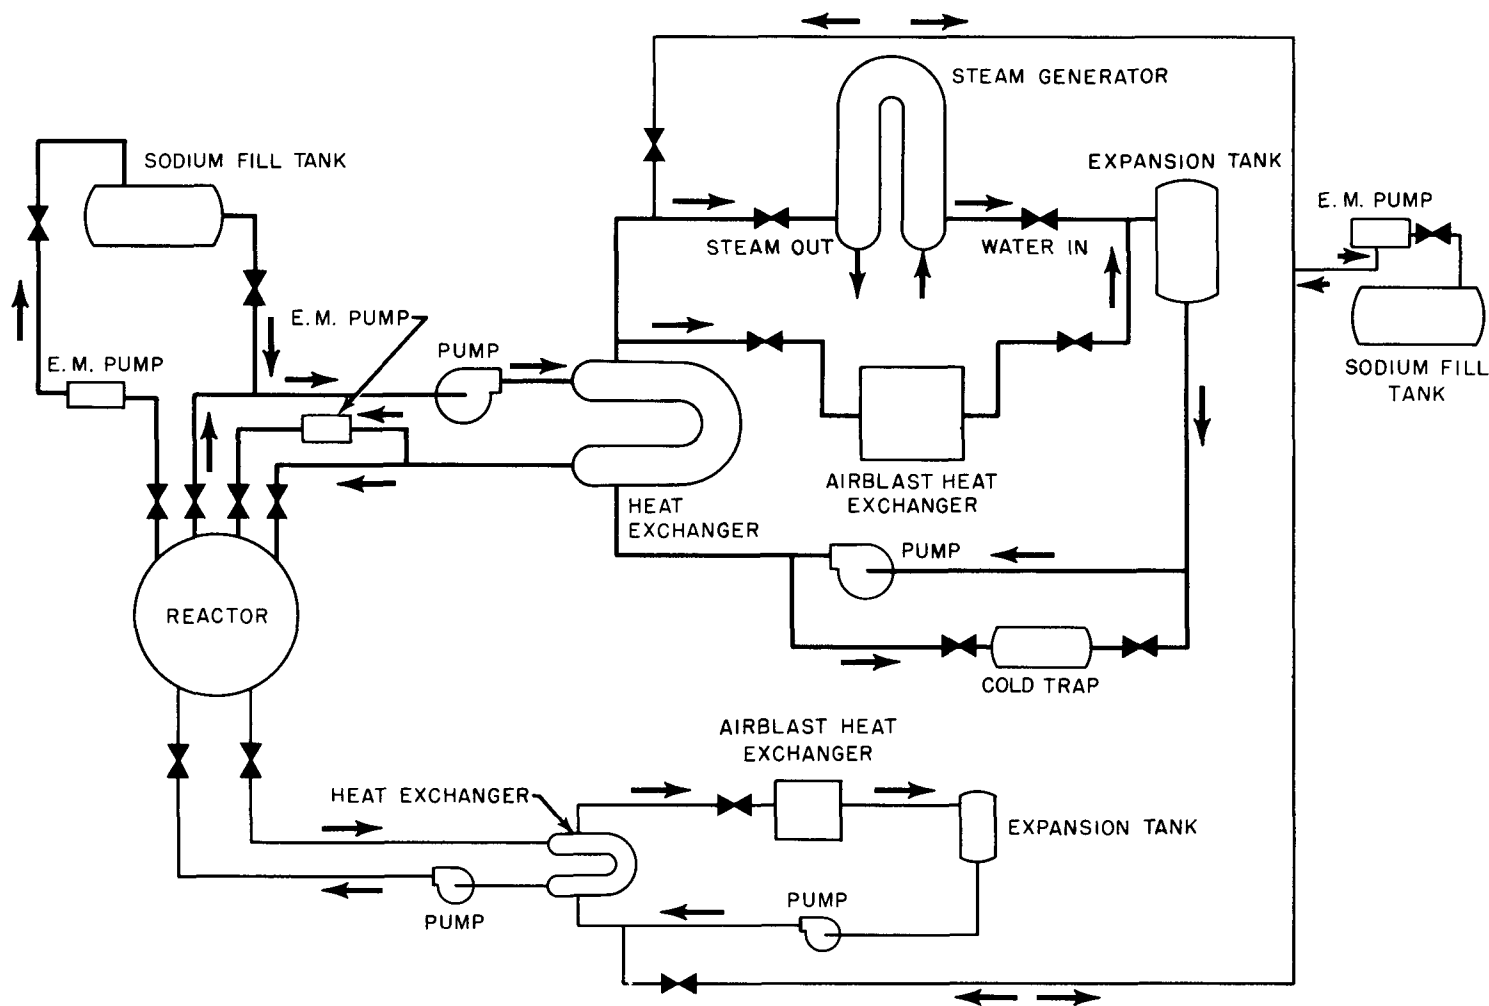 STEAM GENERATOR
SODIUM FILL TANK
EXPANSION TANK
E. M. PUMP
STEAM OUT
WATER IN
E.M. PUMP
PUMP
E.M. PUMP
SODIUM FILL
TANK
AIRBLAST HEAT
EXCHANGER
HEAT
EXCHANGER
PUMP
REACTOR
COLD TRAP
AIRBLAST HEAT
EXCHANGER
HEAT EXCHANGER
EXPANSION TANK
PUMP
PUMP